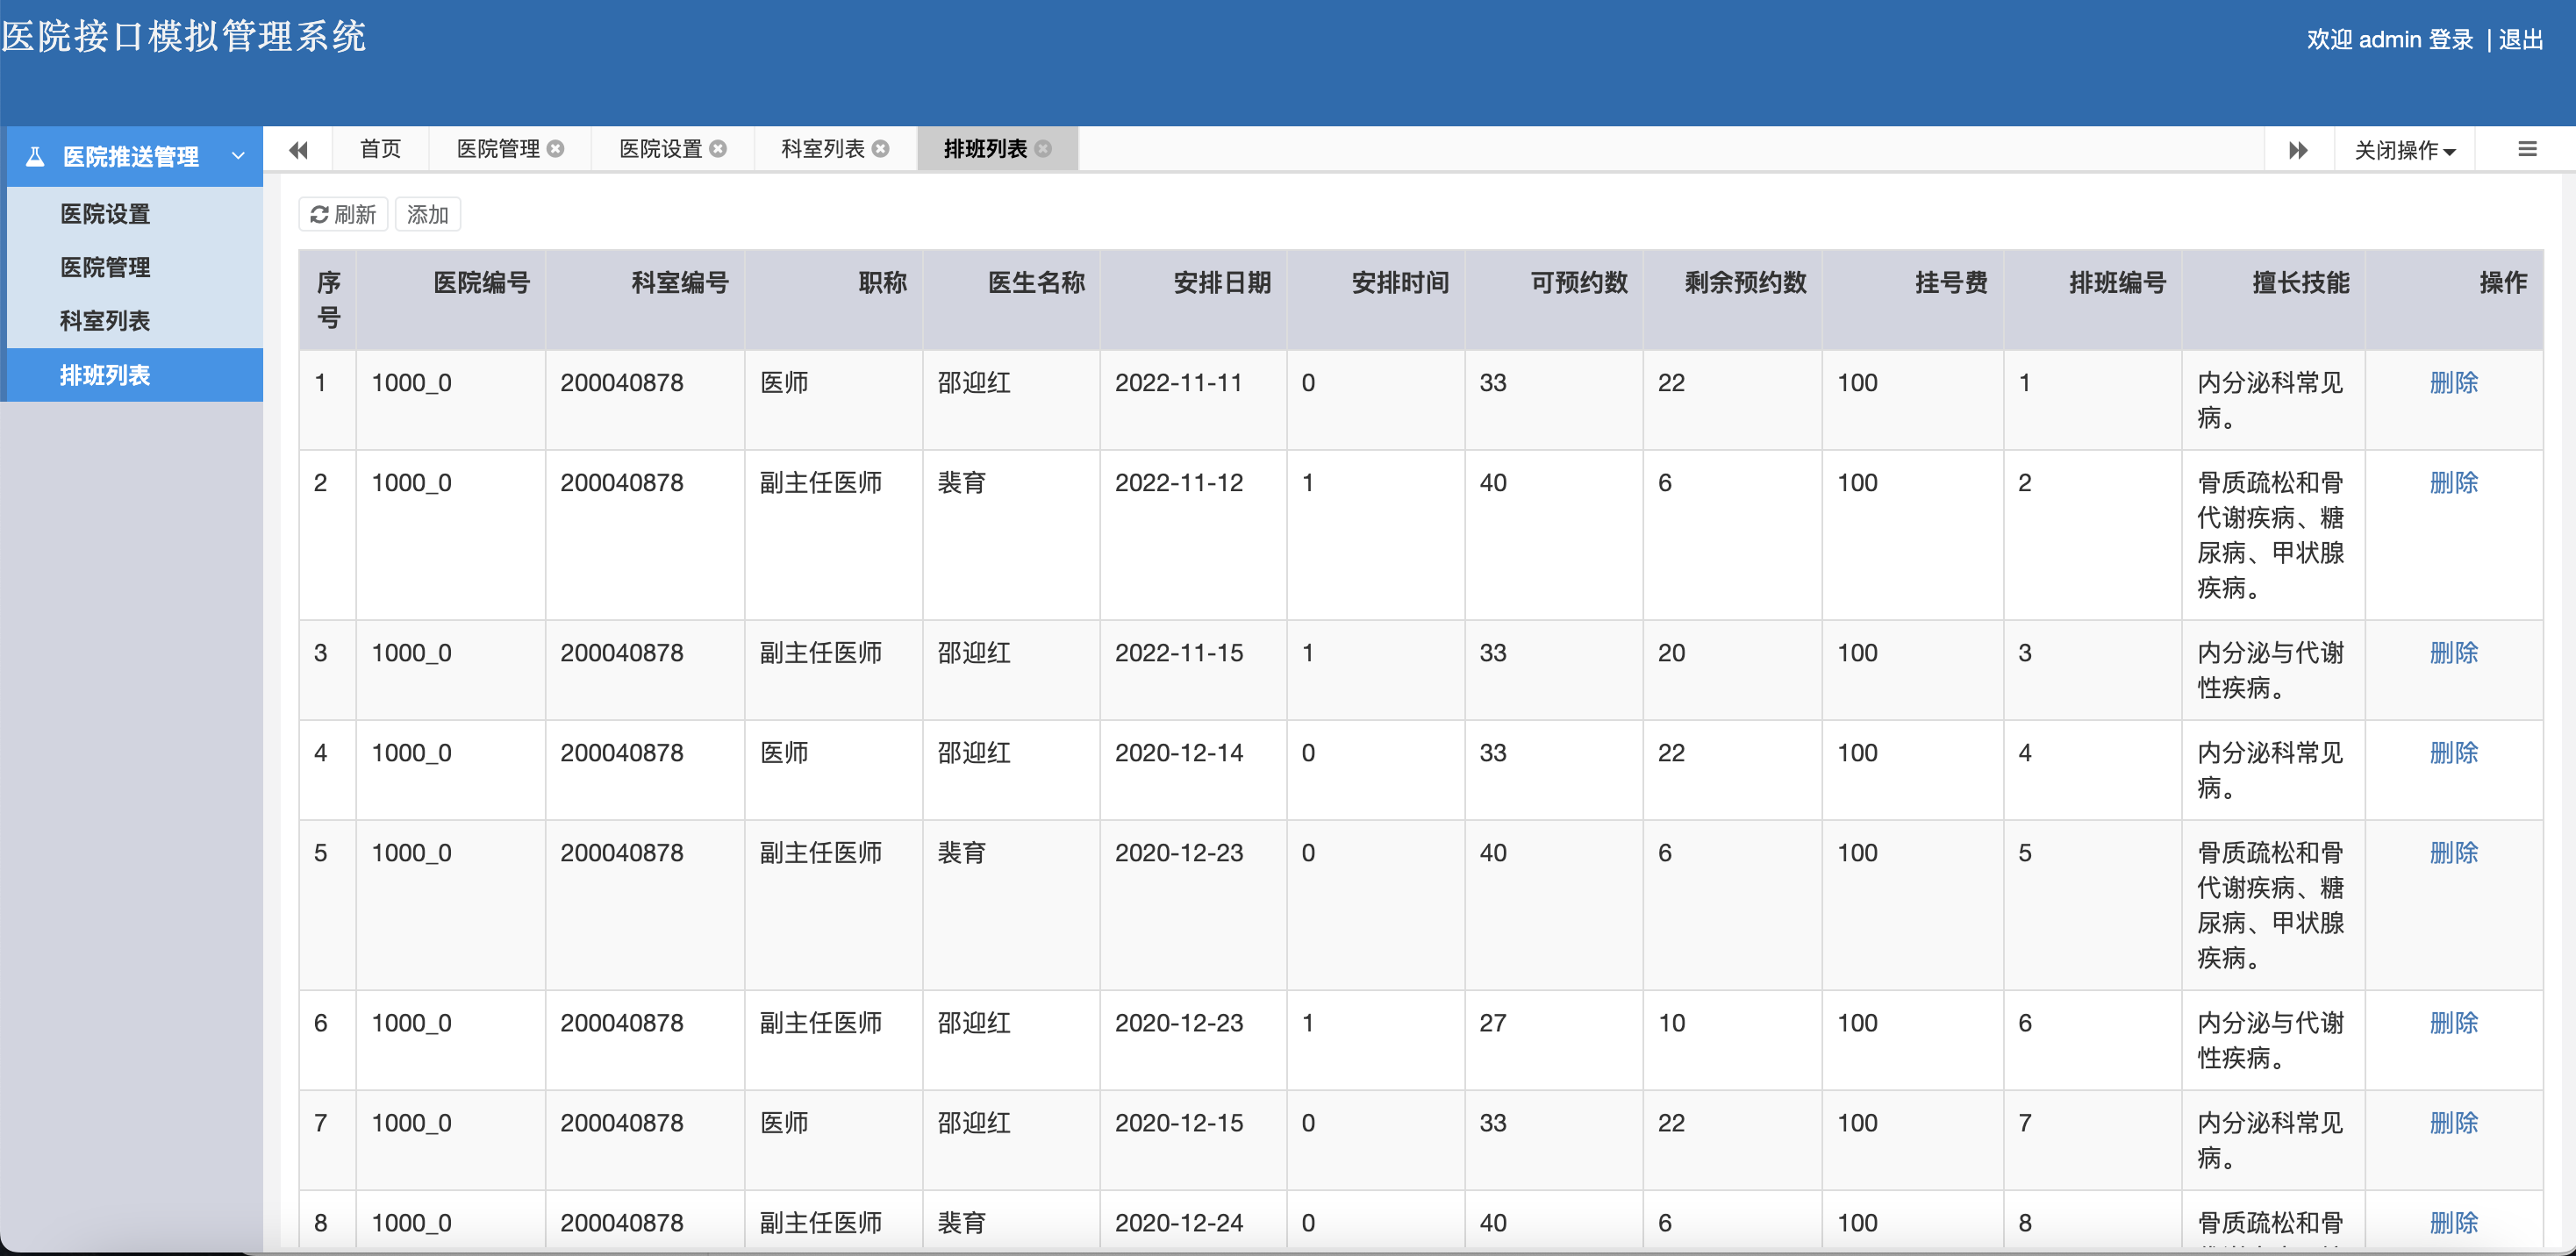 医院接口模拟管理系统
欢迎 admin 登录 | 退出
医院推送管理
医院设置
医院管理
科室列表
排班列表
首页 医院管理 医院设置 科室列表 排班列表 关闭操作
刷新 添加
序号 医院编号 科室编号 职称 医生名称 安排日期 安排时间 可预约数 剩余预约数 挂号费 排班编号 擅长技能 操作
1 1000_0 200040878 医师 邵迎红 2022-11-11 0 33 22 100 1 内分泌科常见 删除
病。
2 1000_0 200040878 副主任医师 裴育 2022-11-12 1 40 6 100 2 骨质疏松和骨 删除
代谢疾病、糖
尿病、甲状腺
疾病。
3 1000_0 200040878 副主任医师 邵迎红 2022-11-15 1 33 20 100 3 内分泌与代谢 删除
性疾病。
4 1000_0 200040878 医师 邵迎红 2020-12-14 0 33 22 100 4 内分泌科常见 删除
病。
5 1000_0 200040878 副主任医师 裴育 2020-12-23 0 40 6 100 5 骨质疏松和骨 删除
代谢疾病、糖
尿病、甲状腺
疾病。
6 1000_0 200040878 副主任医师 邵迎红 2020-12-23 1 27 10 100 6 内分泌与代谢 删除
性疾病。
7 1000_0 200040878 医师 邵迎红 2020-12-15 0 33 22 100 7 内分泌科常见 删除
病。
8 1000_0 200040878 副主任医师 裴育 2020-12-24 0 40 6 100 8 骨质疏松和骨 删除